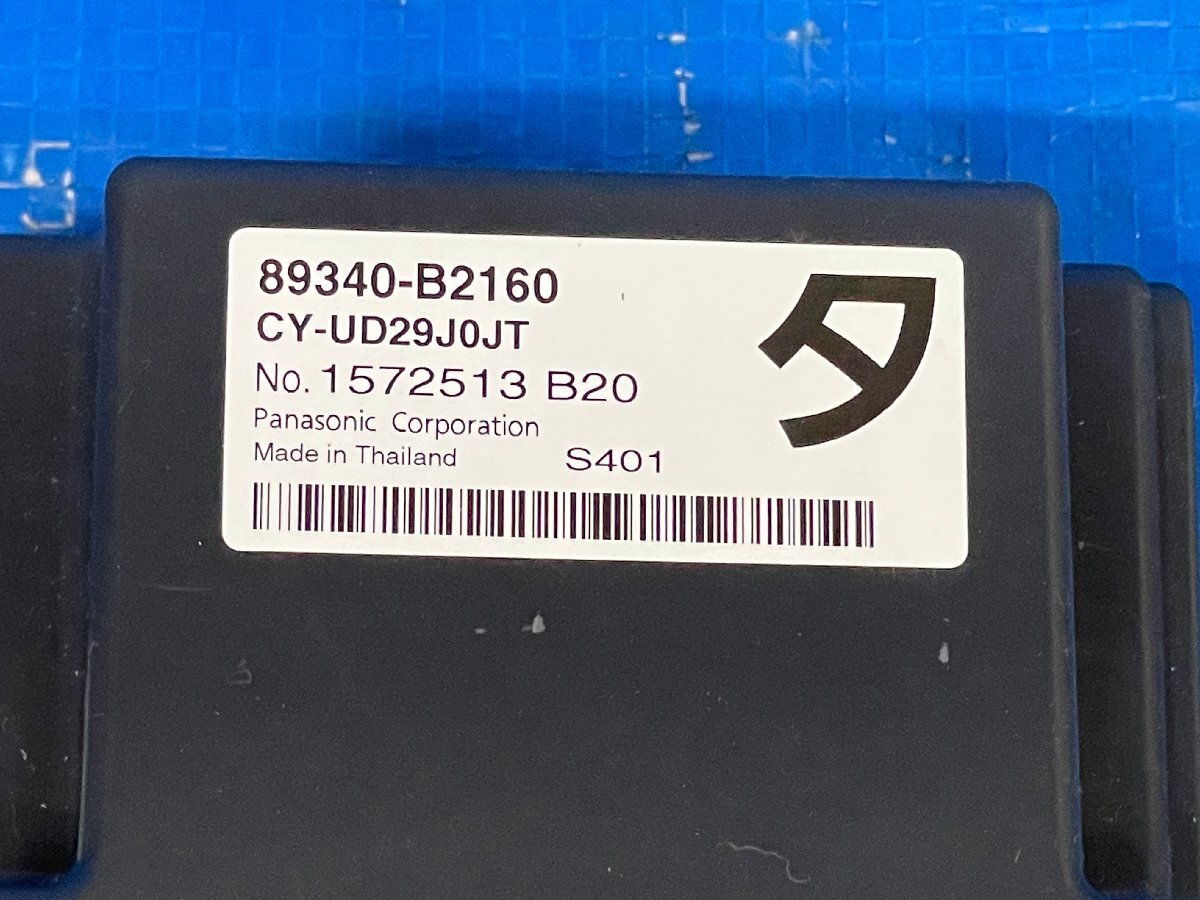 89340-B2160
CY-UD29J0JT
No. 1572513 B20
Panasonic Corporation
Made in Thailand S401
タ